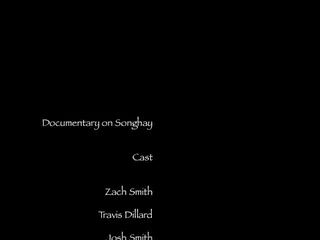 Documentary on Songhay
Cast
Zach Smith
Travis Dillard
Josh Smith